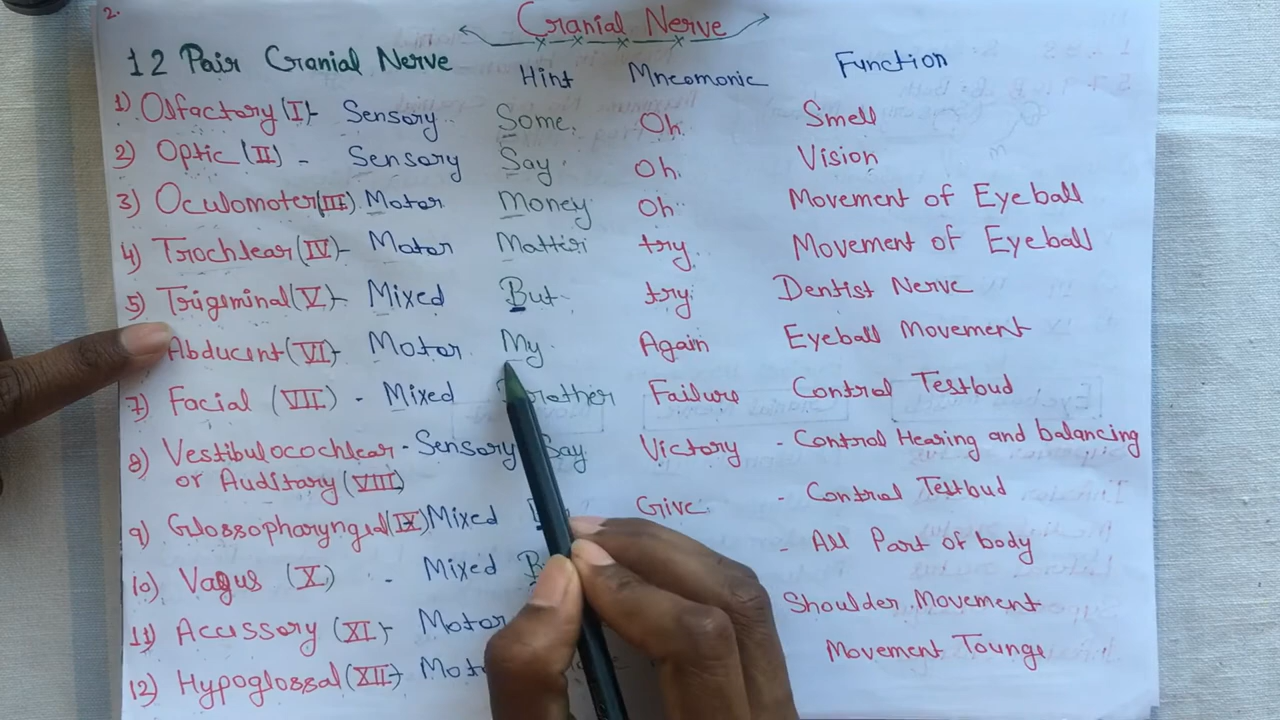 2.
Cranial Nerve
12 Pair Cranial Nerve Hint Mneomonic Function
1) Olfactory (I)- Sensory Some Oh Smell
2) Optic (II) - Sensory Say Oh Vision
3) Oculomoter (III) Motor Money Oh Movement of Eyeball
4) Trochlear (IV)- Motor Matter try Movement of Eyeball
5) Trigeminal (V)- Mixed But try Dentist Nerve
Abducent (VI)- Motor My Again Eyeball Movement
7) Facial (VII) - Mixed Failure Control Testbud
8) Vestibulocochlear - Sensory Say Victory - Control Hearing and balancing
or Auditary (VIII)
9) Glossopharyngeal (IX) Mixed Give - Control Testbud
10) Vagus (X) - Mixed - All Part of body
11) Accessory (XI)- Motor Shoulder Movement
12) Hypoglossal (XII)- Movement Tounge